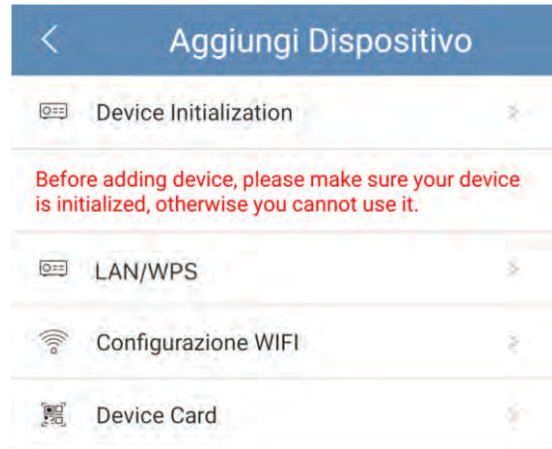 Aggiungi Dispositivo
Device Initialization
Before adding device, please make sure your device
is initialized, otherwise you cannot use it.
LAN/WPS
Configurazione WIFI
Device Card